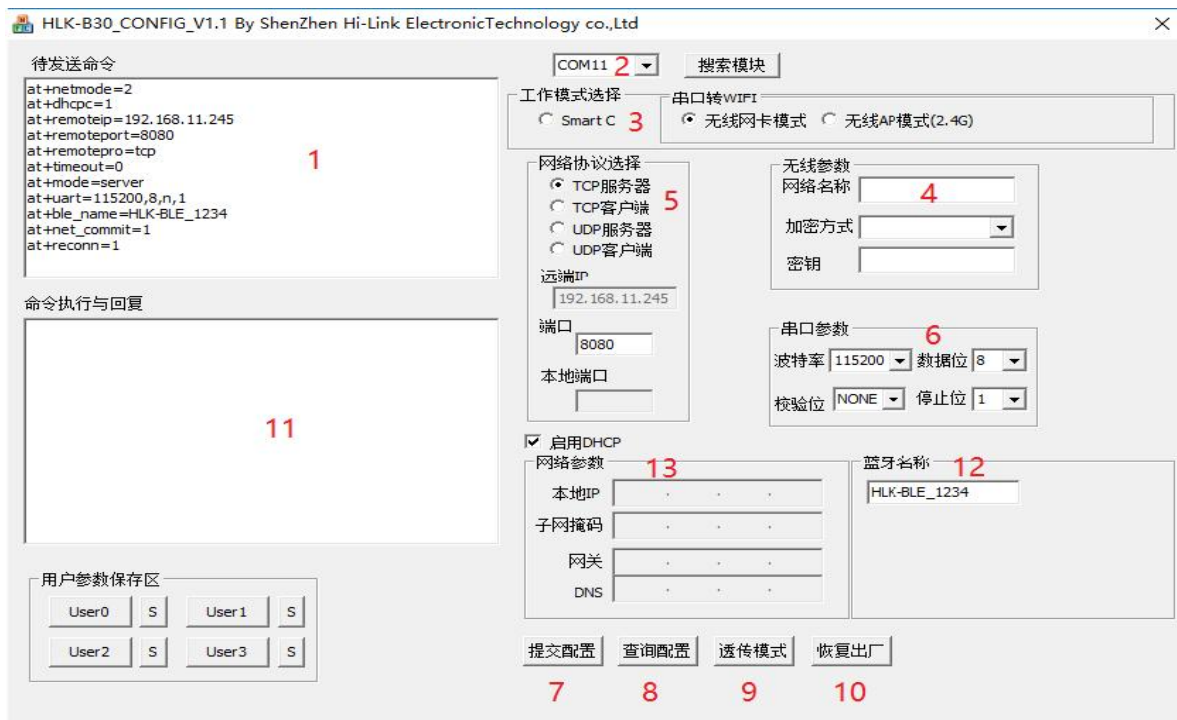 HLK-B30_CONFIG_V1.1 By ShenZhen Hi-Link ElectronicTechnology co.,Ltd
待发送命令
at+netmode=2
at+dhcpc=1
at+remoteip=192.168.11.245
at+remoteport=8080
at+remotepro=tcp
at+timeout=0
at+mode=server
at+uart=115200,8,n,1
at+ble_name=HLK-BLE_1234
at+net_commit=1
at+reconn=1
1
命令执行与回复
11
用户参数保存区
User0 S User1 S
User2 S User3 S
COM11 2 搜索模块
工作模式选择 串口转WIFI
Smart C 3 无线网卡模式 无线AP模式(2.4G)
网络协议选择
TCP服务器
TCP客户端
UDP服务器
UDP客户端
5
远端IP
192.168.11.245
端口
8080
本地端口
无线参数
网络名称 4
加密方式
密钥
串口参数 6
波特率 115200 数据位 8
校验位 NONE 停止位 1
启用DHCP
网络参数 13
本地IP . . .
子网掩码 . . .
网关 . . .
DNS . . .
蓝牙名称 12
HLK-BLE_1234
提交配置 查询配置 透传模式 恢复出厂
7 8 9 10